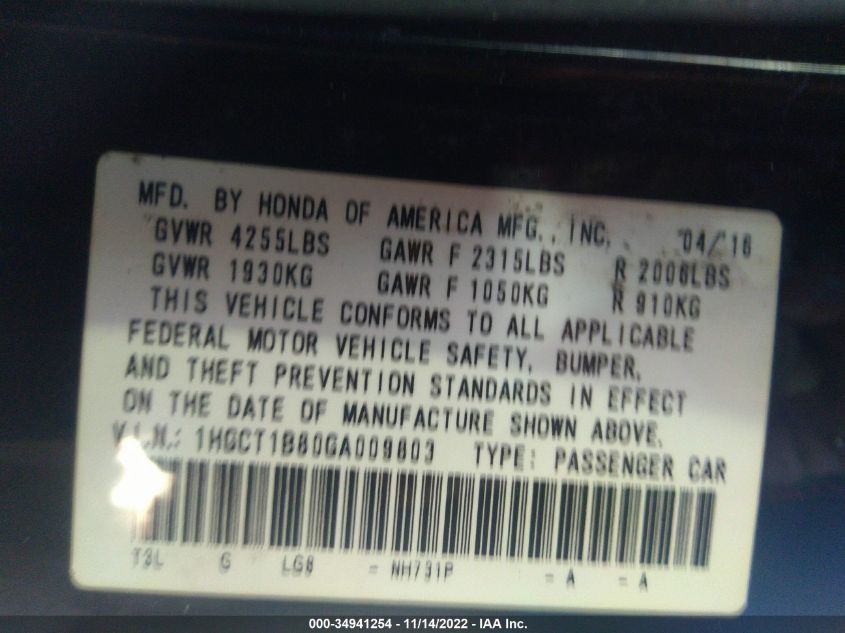 MFD. BY HONDA OF AMERICA MFG., INC. 04/16
GVWR 4255LBS GAWR F 2315LBS R 2006LBS
GVWR 1930KG GAWR F 1050KG R 910KG
THIS VEHICLE CONFORMS TO ALL APPLICABLE
FEDERAL MOTOR VEHICLE SAFETY, BUMPER,
AND THEFT PREVENTION STANDARDS IN EFFECT
ON THE DATE OF MANUFACTURE SHOWN ABOVE.
V.I.N.: 1HGCT1B80GA009803 TYPE: PASSENGER CAR
T3L G LG8 = NH731P = A = A
000-34941254 - 11/14/2022 - IAA Inc.